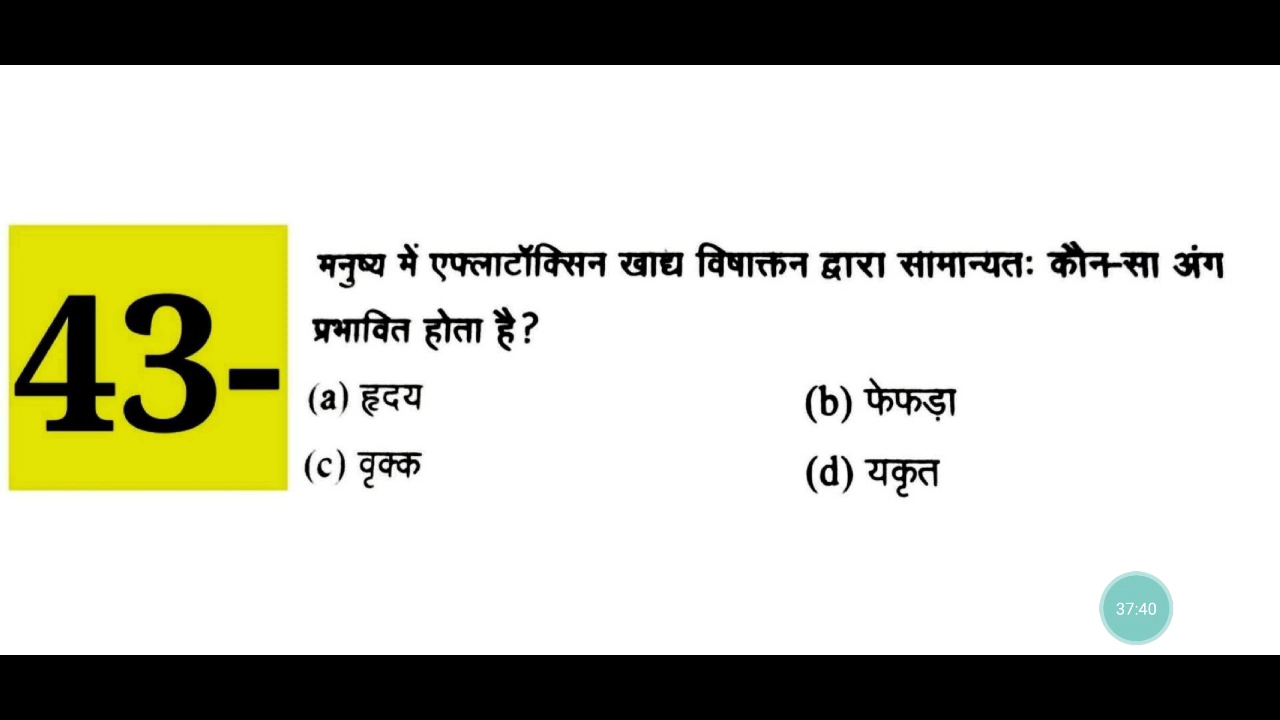 43-
मनुष्य में एफ्लाटॉक्सिन खाद्य विषाक्तन द्वारा सामान्यतः कौन-सा अंग
प्रभावित होता है?
(a) हृदय (b) फेफड़ा
(c) वृक्क (d) यकृत
37:40